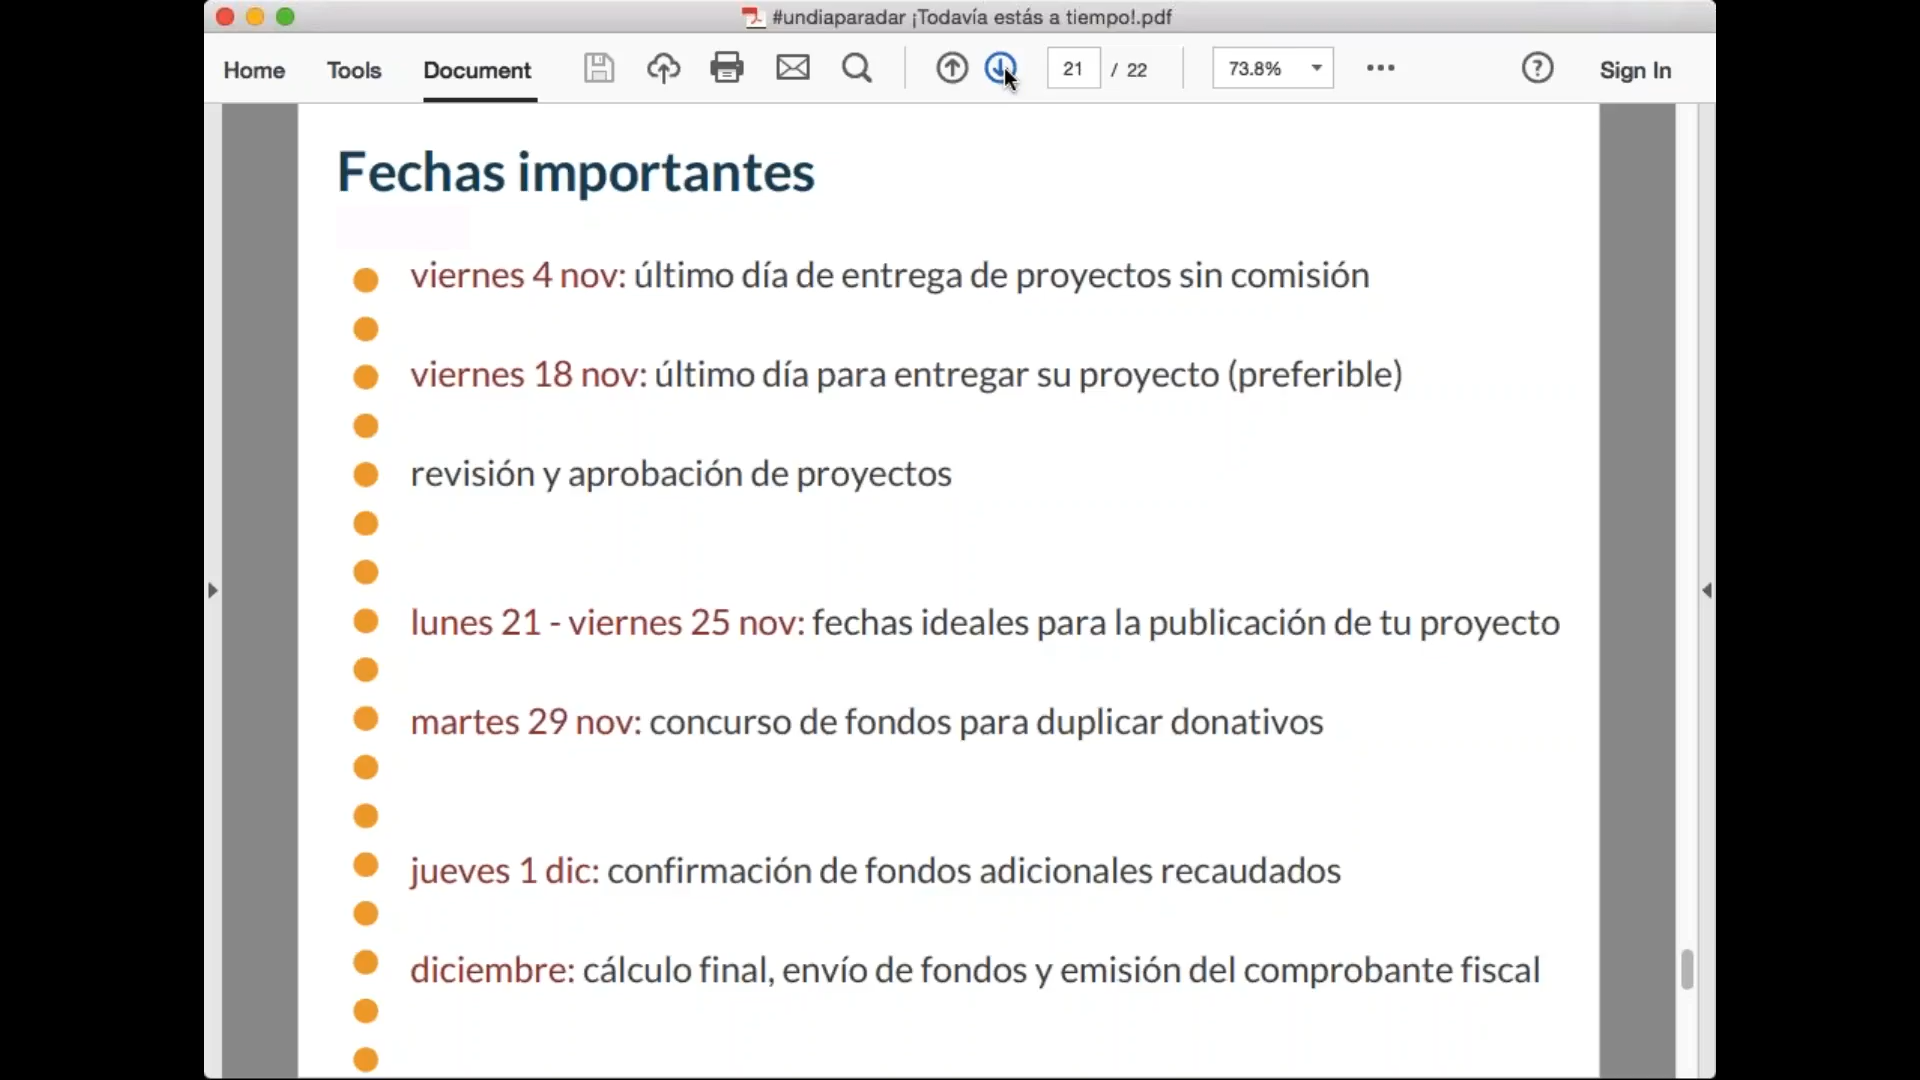 #undiaparadar ¡Todavía estás a tiempo!.pdf
Home Tools Document 21 / 22 73.8% Sign In
Fechas importantes
viernes 4 nov: último día de entrega de proyectos sin comisión
viernes 18 nov: último día para entregar su proyecto (preferible)
revisión y aprobación de proyectos
lunes 21 - viernes 25 nov: fechas ideales para la publicación de tu proyecto
martes 29 nov: concurso de fondos para duplicar donativos
jueves 1 dic: confirmación de fondos adicionales recaudados
diciembre: cálculo final, envío de fondos y emisión del comprobante fiscal